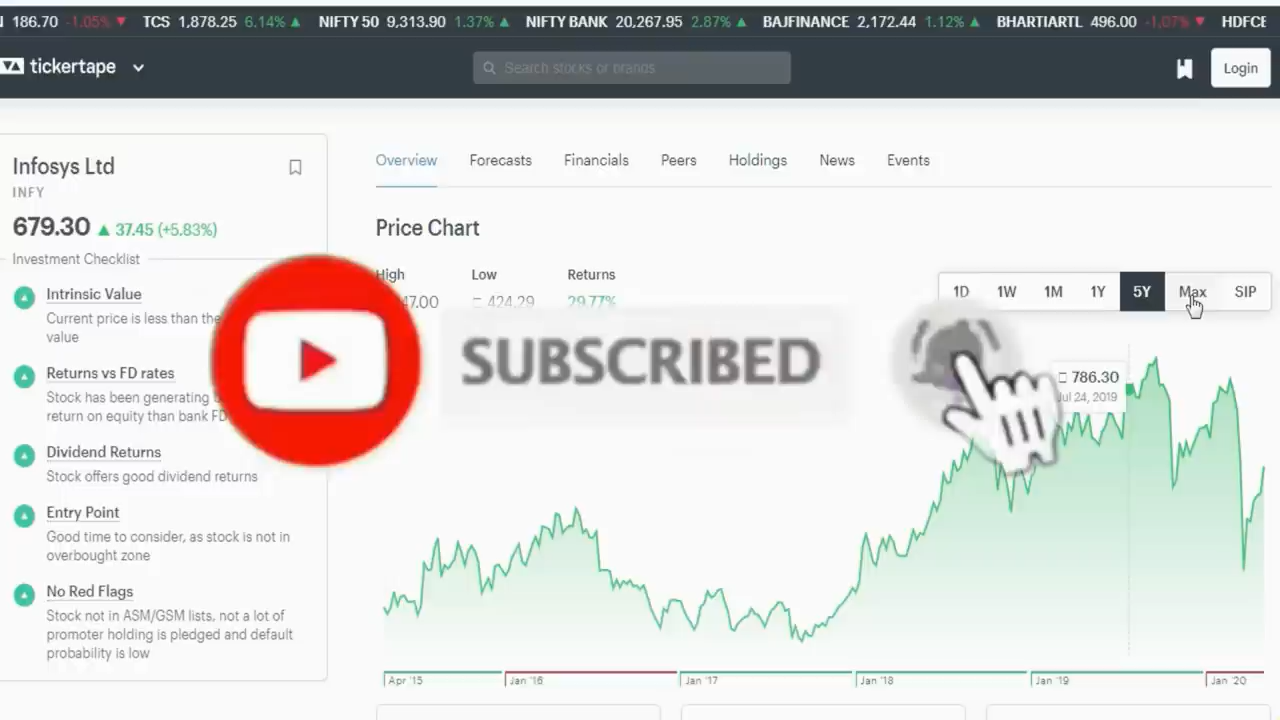 186.70 -1.05% ▼ TCS 1,878.25 6.14% ▲ NIFTY 50 9,313.90 1.37% ▲ NIFTY BANK 20,267.95 2.87% ▲ BAJFINANCE 2,172.44 1.12% ▲ BHARTIARTL 496.00 -1.07% ▼ HDFCE
tickertape
Search stocks or brands
Login
Infosys Ltd
INFY
679.30 ▲ 37.45 (+5.83%)
Investment Checklist
Intrinsic Value
Current price is less than the
value
Returns vs FD rates
Stock has been generating
return on equity than bank FD
Dividend Returns
Stock offers good dividend returns
Entry Point
Good time to consider, as stock is not in
overbought zone
No Red Flags
Stock not in ASM/GSM lists, not a lot of
promoter holding is pledged and default
probability is low
Overview Forecasts Financials Peers Holdings News Events
Price Chart
High Low Returns
47.00 424.29 29.77%
1D 1W 1M 1Y 5Y Max SIP
SUBSCRIBED
786.30
Jul 24, 2019
Apr '15 Jan '16 Jan '17 Jan '18 Jan '19 Jan '20